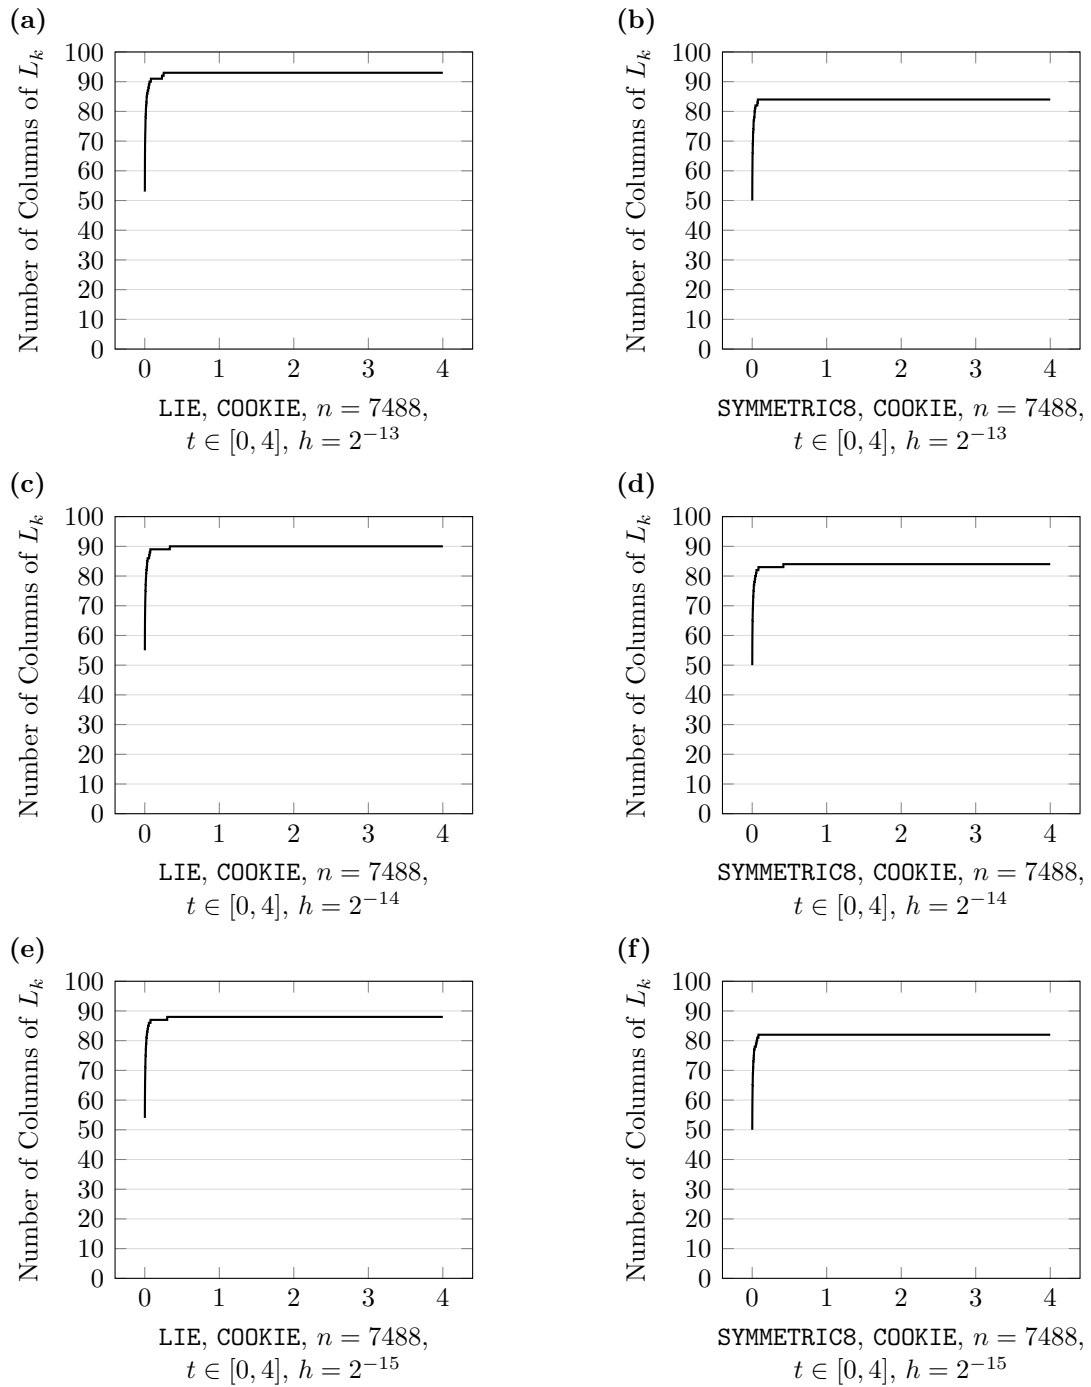 (a)
Number of Columns of L_k
100
90
80
70
60
50
40
30
20
10
0
0 1 2 3 4
LIE, COOKIE, n = 7488,
t ∈ [0, 4], h = 2^{-13}
(b)
Number of Columns of L_k
100
90
80
70
60
50
40
30
20
10
0
0 1 2 3 4
SYMMETRIC8, COOKIE, n = 7488,
t ∈ [0, 4], h = 2^{-13}
(c)
Number of Columns of L_k
100
90
80
70
60
50
40
30
20
10
0
0 1 2 3 4
LIE, COOKIE, n = 7488,
t ∈ [0, 4], h = 2^{-14}
(d)
Number of Columns of L_k
100
90
80
70
60
50
40
30
20
10
0
0 1 2 3 4
SYMMETRIC8, COOKIE, n = 7488,
t ∈ [0, 4], h = 2^{-14}
(e)
Number of Columns of L_k
100
90
80
70
60
50
40
30
20
10
0
0 1 2 3 4
LIE, COOKIE, n = 7488,
t ∈ [0, 4], h = 2^{-15}
(f)
Number of Columns of L_k
100
90
80
70
60
50
40
30
20
10
0
0 1 2 3 4
SYMMETRIC8, COOKIE, n = 7488,
t ∈ [0, 4], h = 2^{-15}